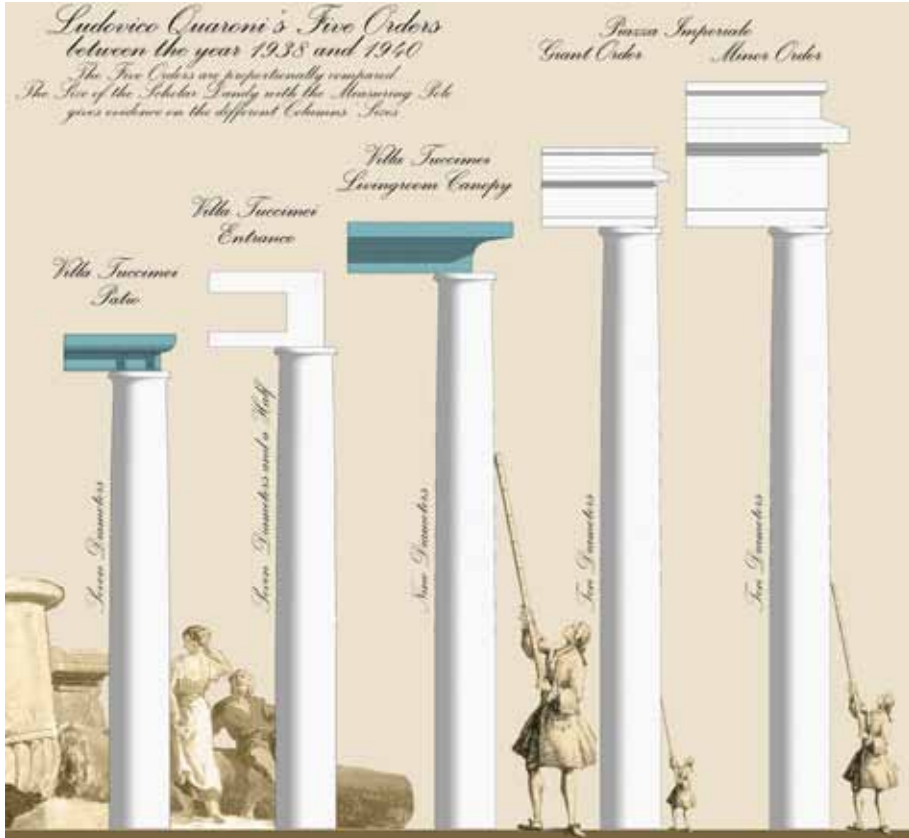 Ludovico Quaroni's Five Orders
between the year 1938 and 1940
The Five Orders are proportionally compared
The Size of the Scholar Dandy with the Measuring Pole
gives evidence on the different Columns Sizes
Piazza Imperiale
Giant Order
Minor Order
Villa Tuccimei
Livingroom Canopy
Villa Tuccimei
Entrance
Villa Tuccimei
Patio
Seven Diameters
Seven Diameters and a Half
Nine Diameters
Ten Diameters
Ten Diameters